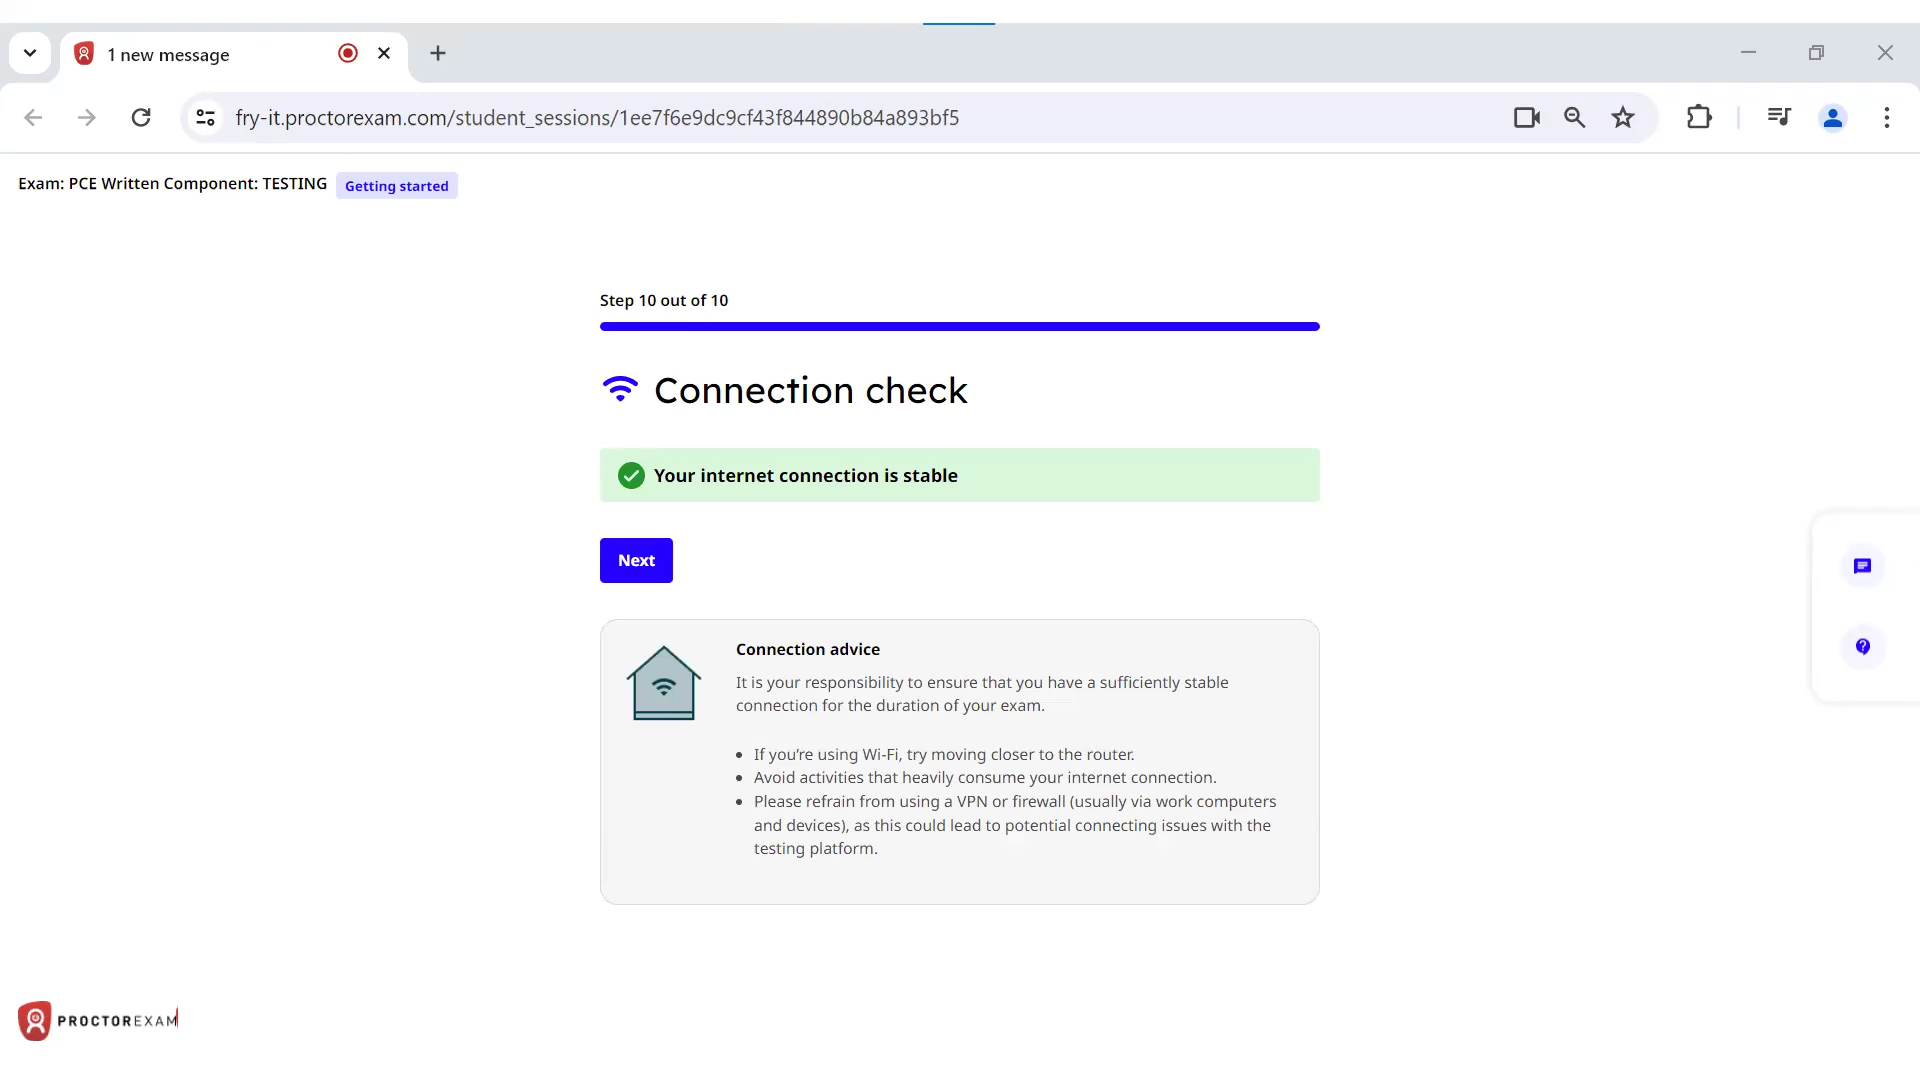 1 new message
fry-it.proctorexam.com/student_sessions/1ee7f6e9dc9cf43f844890b84a893bf5
Exam: PCE Written Component: TESTING Getting started
Step 10 out of 10
Connection check
Your internet connection is stable
Next
Connection advice
It is your responsibility to ensure that you have a sufficiently stable
connection for the duration of your exam.
If you're using Wi-Fi, try moving closer to the router.
Avoid activities that heavily consume your internet connection.
Please refrain from using a VPN or firewall (usually via work computers
and devices), as this could lead to potential connecting issues with the
testing platform.
PROCTOREXAM